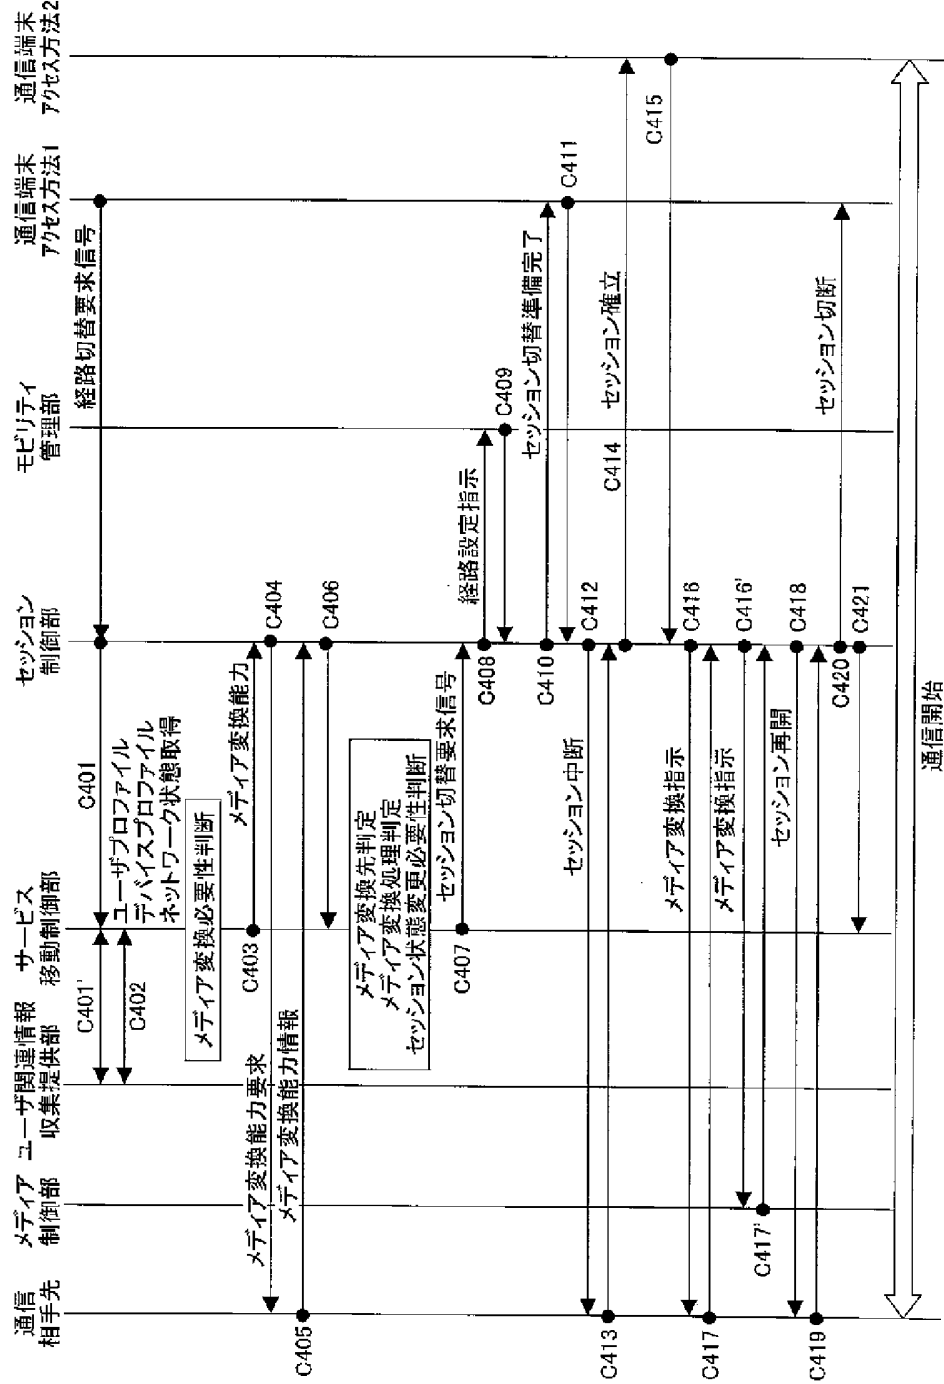 通信
相手先
メディア
制御部
ユーザ関連情報
収集提供部
サービス
移動制御部
セッション
制御部
モビリティ
管理部
通信端末
アクセス方法1
通信端末
アクセス方法2
経路切替要求信号
C401
C401'
C402
ユーザプロファイル
デバイスプロファイル
ネットワーク状態取得
メディア変換必要性判断
メディア変換能力
C403
C404
メディア変換能力要求
メディア変換能力情報
C405
C406
メディア変換先判定
メディア変換処理判定
セッション状態変更必要性判断
セッション切替要求信号
C407
経路設定指示
C408
C409
セッション切替準備完了
C410
C411
C412
セッション中断
C413
C414
セッション確立
C415
C416
メディア変換指示
C417
C416'
メディア変換指示
C417'
C418
セッション再開
C419
セッション切断
C420
C421
通信開始